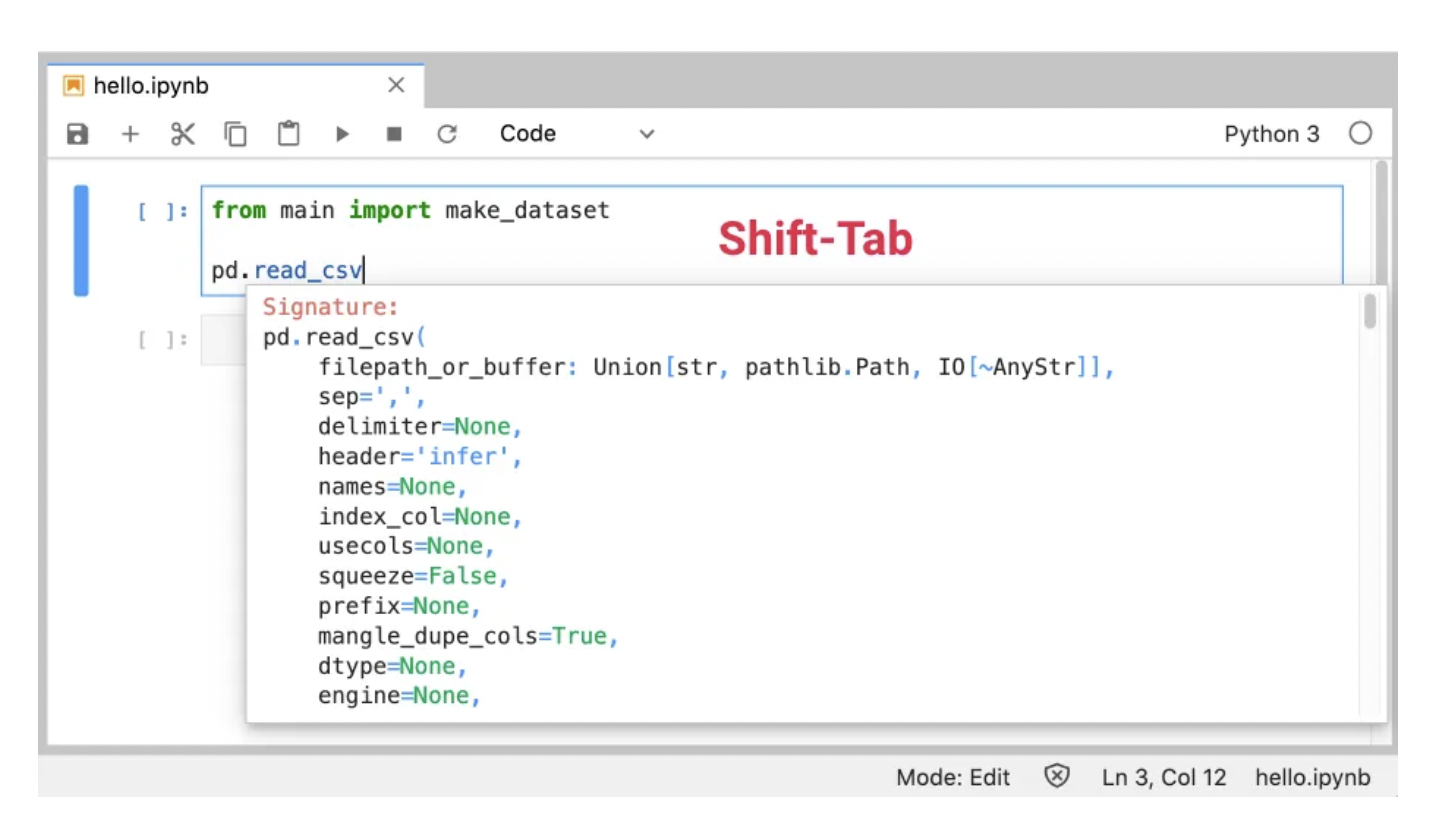 hello.ipynb
Code
Python 3
[ ]: from main import make_dataset
Shift-Tab
pd.read_csv
Signature:
[ ]:
pd.read_csv(
    filepath_or_buffer: Union[str, pathlib.Path, IO[~AnyStr]],
    sep=',',
    delimiter=None,
    header='infer',
    names=None,
    index_col=None,
    usecols=None,
    squeeze=False,
    prefix=None,
    mangle_dupe_cols=True,
    dtype=None,
    engine=None,
Mode: Edit Ln 3, Col 12 hello.ipynb